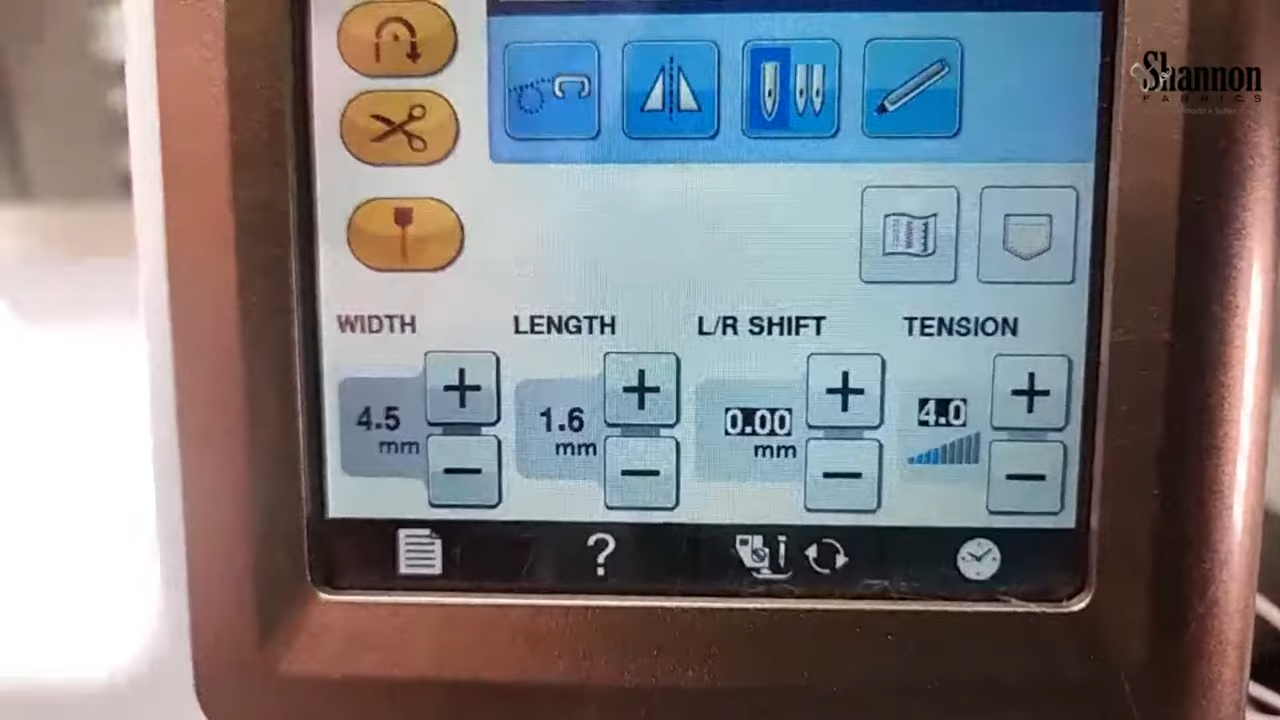 Shannon
FABRICS
WIDTH
LENGTH
L/R SHIFT
TENSION
4.5
mm
1.6
mm
0.00
mm
4.0
?